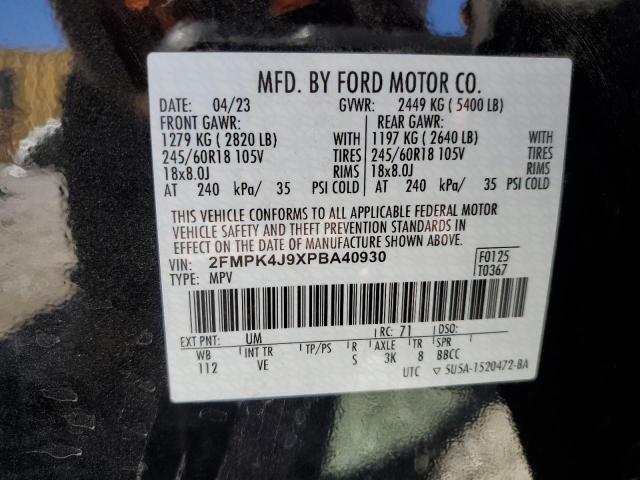 MFD. BY FORD MOTOR CO.
DATE: 04/23 GVWR: 2449 KG ( 5400 LB)
FRONT GAWR: REAR GAWR:
1279 KG ( 2820 LB) WITH 1197 KG ( 2640 LB) WITH
245/60R18 105V TIRES 245/60R18 105V TIRES
18x8.0J RIMS 18x8.0J RIMS
AT 240 kPa/ 35 PSI COLD AT 240 kPa/ 35 PSI COLD
THIS VEHICLE CONFORMS TO ALL APPLICABLE FEDERAL MOTOR
VEHICLE SAFETY AND THEFT PREVENTION STANDARDS IN
EFFECT ON THE DATE OF MANUFACTURE SHOWN ABOVE.
VIN: 2FMPK4J9XPBA40930 F0125
TYPE: MPV T0367
EXT PNT: UM RC: 71 DSO:
WB INT TR TP/PS R AXLE TR SPR
112 VE S 3K 8 BBCC
UTC ▽ SU5A-1520472-BA